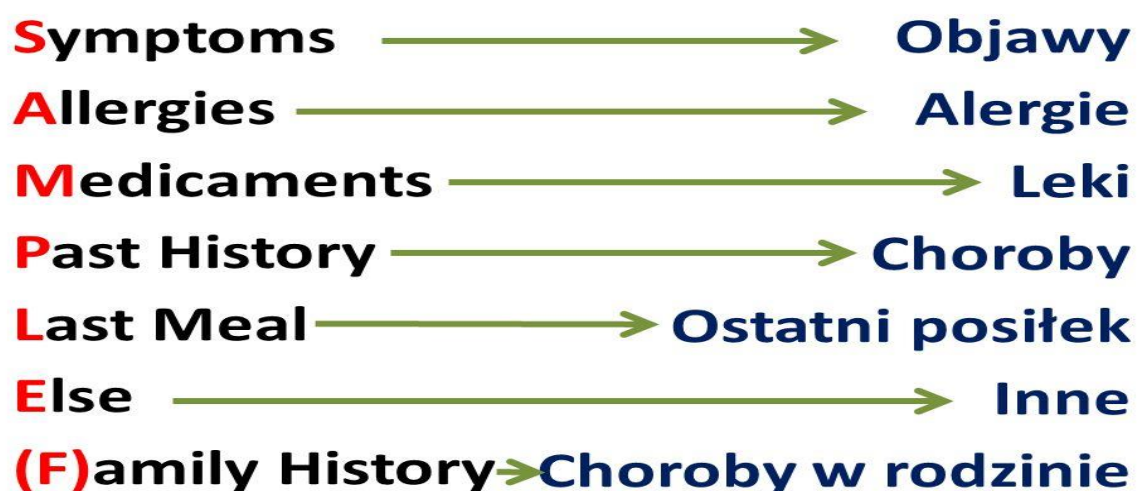 Symptoms Objawy
Allergies Alergie
Medicaments Leki
Past History Choroby
Last Meal Ostatni posiłek
Else Inne
(F)amily History Choroby w rodzinie